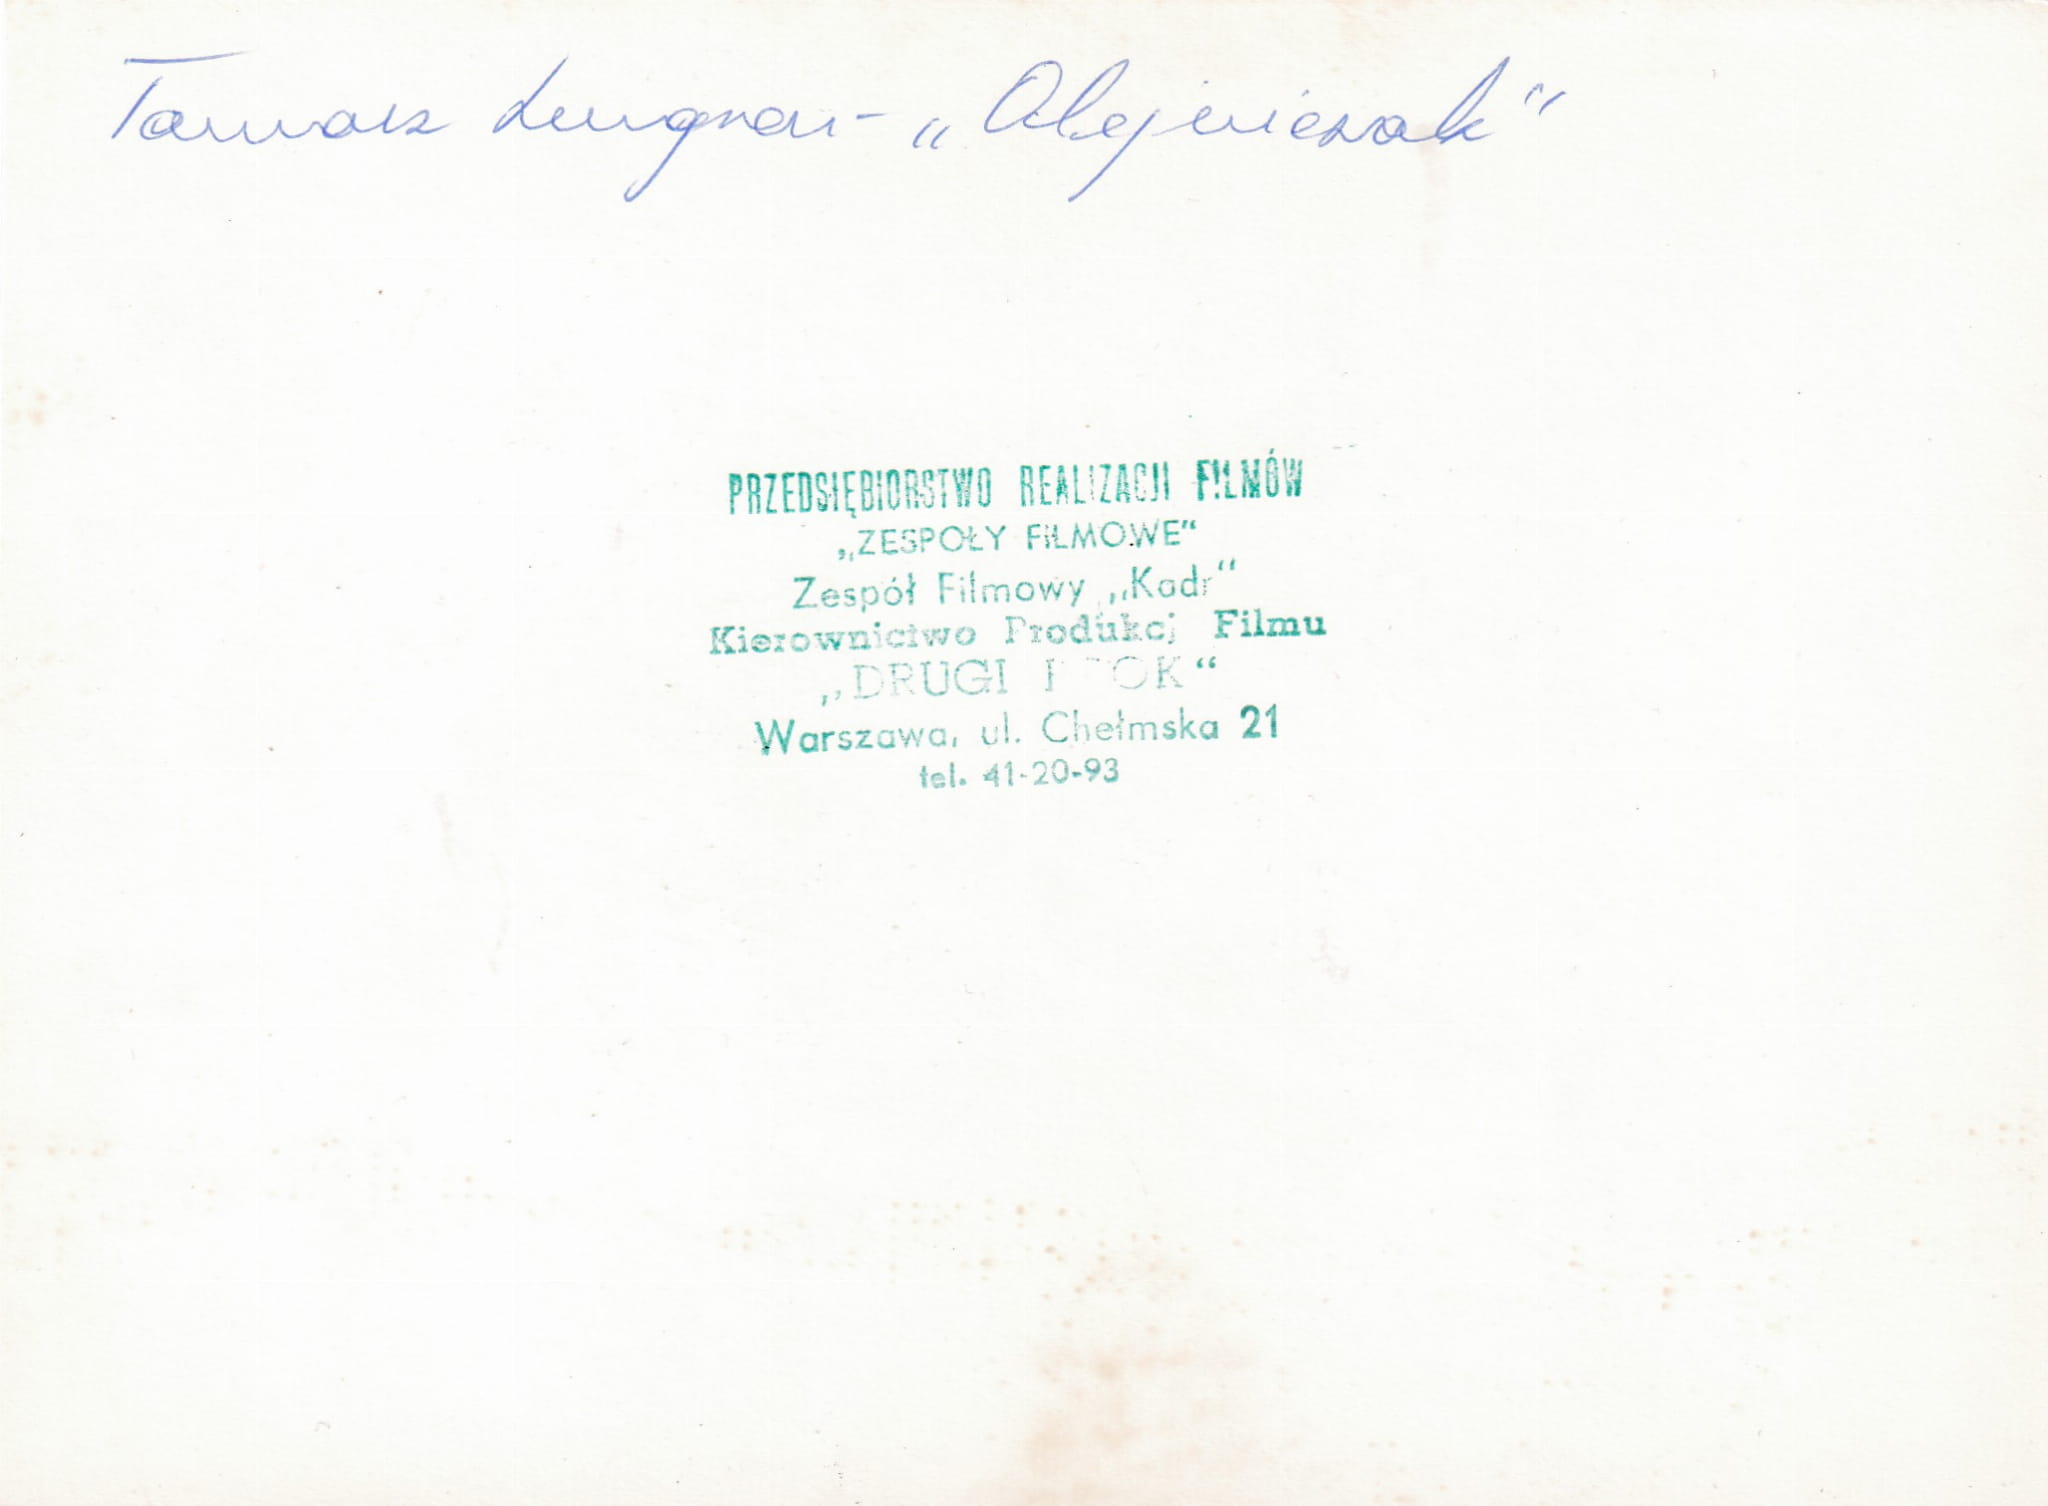 Tomasz Lengren - „Olejniczak"
PRZEDSIĘBIORSTWO REALIZACJI FILMÓW
„ZESPOŁY FILMOWE"
Zespół Filmowy „Kadr"
Kierownictwo Produkcj Filmu
„DRUGI"
Warszawa, ul. Chełmska 21
tel. 41-20-93